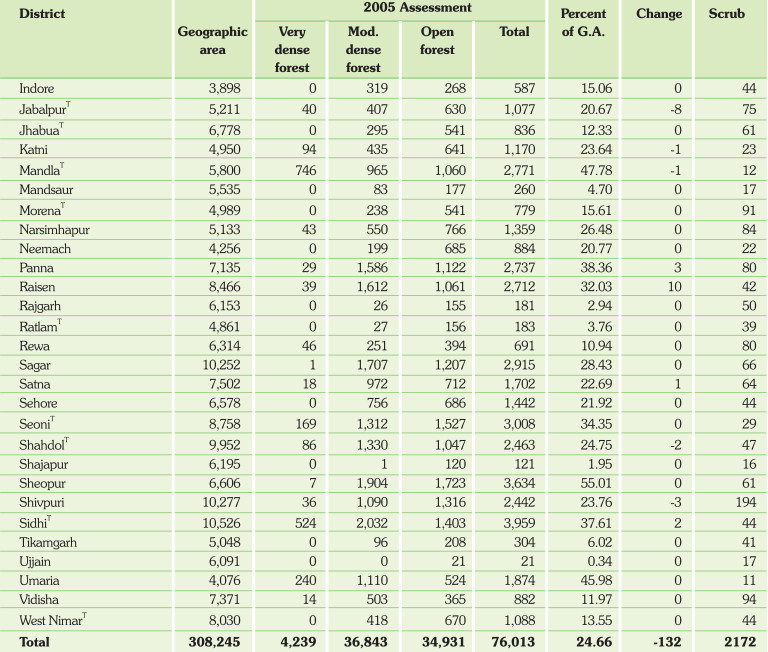 District Geographic area 2005 Assessment Very dense forest Mod. dense forest Open forest Total Percent of G.A. Change Scrub
Indore 3,898 0 319 268 587 15.06 0 44
Jabalpur^T 5,211 40 407 630 1,077 20.67 -8 75
Jhabua^T 6,778 0 295 541 836 12.33 0 61
Katni 4,950 94 435 641 1,170 23.64 -1 23
Mandla^T 5,800 746 965 1,060 2,771 47.78 -1 12
Mandsaur 5,535 0 83 177 260 4.70 0 17
Morena^T 4,989 0 238 541 779 15.61 0 91
Narsimhapur 5,133 43 550 766 1,359 26.48 0 84
Neemach 4,256 0 199 685 884 20.77 0 22
Panna 7,135 29 1,586 1,122 2,737 38.36 3 80
Raisen 8,466 39 1,612 1,061 2,712 32.03 10 42
Rajgarh 6,153 0 26 155 181 2.94 0 50
Ratlam^T 4,861 0 27 156 183 3.76 0 39
Rewa 6,314 46 251 394 691 10.94 0 80
Sagar 10,252 1 1,707 1,207 2,915 28.43 0 66
Satna 7,502 18 972 712 1,702 22.69 1 64
Sehore 6,578 0 756 686 1,442 21.92 0 44
Seoni^T 8,758 169 1,312 1,527 3,008 34.35 0 29
Shahdol^T 9,952 86 1,330 1,047 2,463 24.75 -2 47
Shajapur 6,195 0 1 120 121 1.95 0 16
Sheopur 6,606 7 1,904 1,723 3,634 55.01 0 61
Shivpuri 10,277 36 1,090 1,316 2,442 23.76 -3 194
Sidhi^T 10,526 524 2,032 1,403 3,959 37.61 2 44
Tikamgarh 5,048 0 96 208 304 6.02 0 41
Ujjain 6,091 0 0 21 21 0.34 0 17
Umaria 4,076 240 1,110 524 1,874 45.98 0 11
Vidisha 7,371 14 503 365 882 11.97 0 94
West Nimar^T 8,030 0 418 670 1,088 13.55 0 44
Total 308,245 4,239 36,843 34,931 76,013 24.66 -132 2172